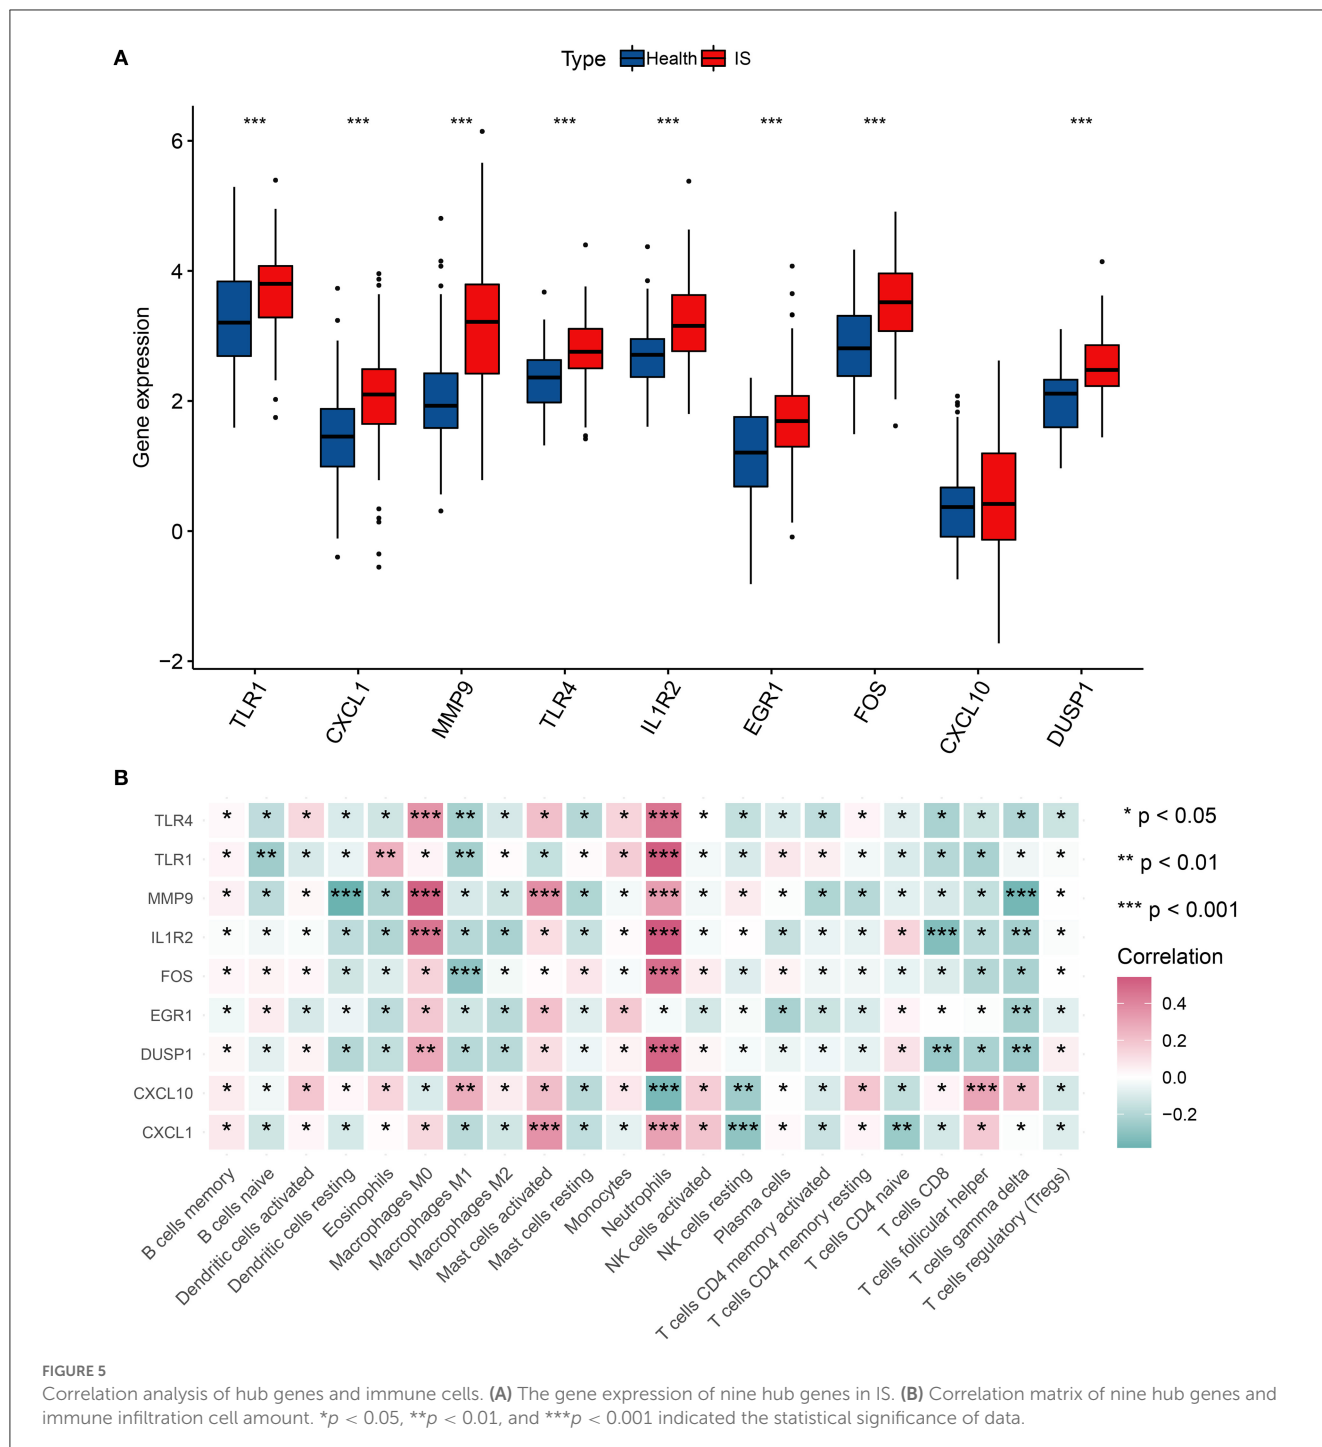 A
Type Health IS
*** *** *** *** *** *** *** ***
6
4
2
0
−2
Gene expression
TLR1 CXCL1 MMP9 TLR4 IL1R2 EGR1 FOS CXCL10 DUSP1
B
TLR4 * * * * * *** ** * * * * *** * * * * * * * * * *
TLR1 * ** * * ** * ** * * * * *** * * * * * * * * * *
MMP9 * * * *** * *** * * *** * * *** * * * * * * * * *** *
IL1R2 * * * * * *** * * * * * *** * * * * * * *** * ** *
FOS * * * * * * *** * * * * *** * * * * * * * * * *
EGR1 * * * * * * * * * * * * * * * * * * * * ** *
DUSP1 * * * * * ** * * * * * *** * * * * * * ** * ** *
CXCL10 * * * * * * ** * * * * *** * ** * * * * * *** * *
CXCL1 * * * * * * * * *** * * *** * *** * * * ** * * * *
B cells memory
B cells naive
Dendritic cells activated
Dendritic cells resting
Eosinophils
Macrophages M0
Macrophages M1
Macrophages M2
Mast cells activated
Mast cells resting
Monocytes
Neutrophils
NK cells activated
NK cells resting
Plasma cells
T cells CD4 memory activated
T cells CD4 memory resting
T cells CD4 naive
T cells CD8
T cells follicular helper
T cells gamma delta
T cells regulatory (Tregs)
* p < 0.05
** p < 0.01
*** p < 0.001
Correlation
0.4
0.2
0.0
−0.2
FIGURE 5
Correlation analysis of hub genes and immune cells. (A) The gene expression of nine hub genes in IS. (B) Correlation matrix of nine hub genes and
immune infiltration cell amount. *p < 0.05, **p < 0.01, and ***p < 0.001 indicated the statistical significance of data.